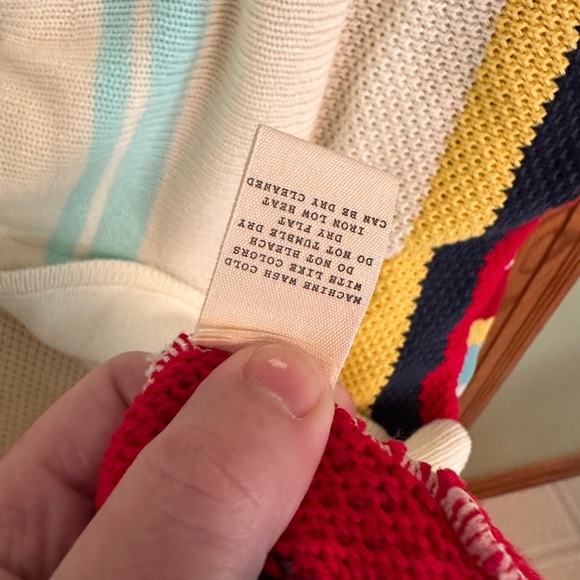 MACHINE WASH COLD
WITH LIKE COLORS
DO NOT BLEACH
DO NOT TUMBLE DRY
DRY FLAT
IRON LOW HEAT
CAN BE DRY CLEANED